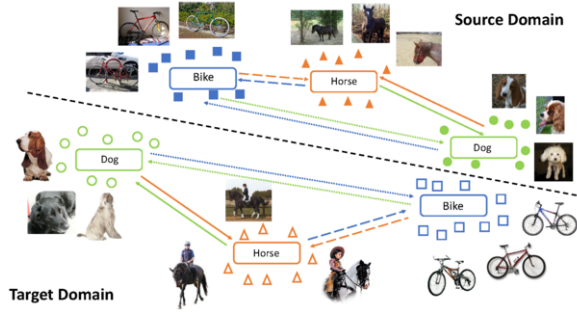 Source Domain
Bike
Horse
Dog
Dog
Bike
Horse
Target Domain